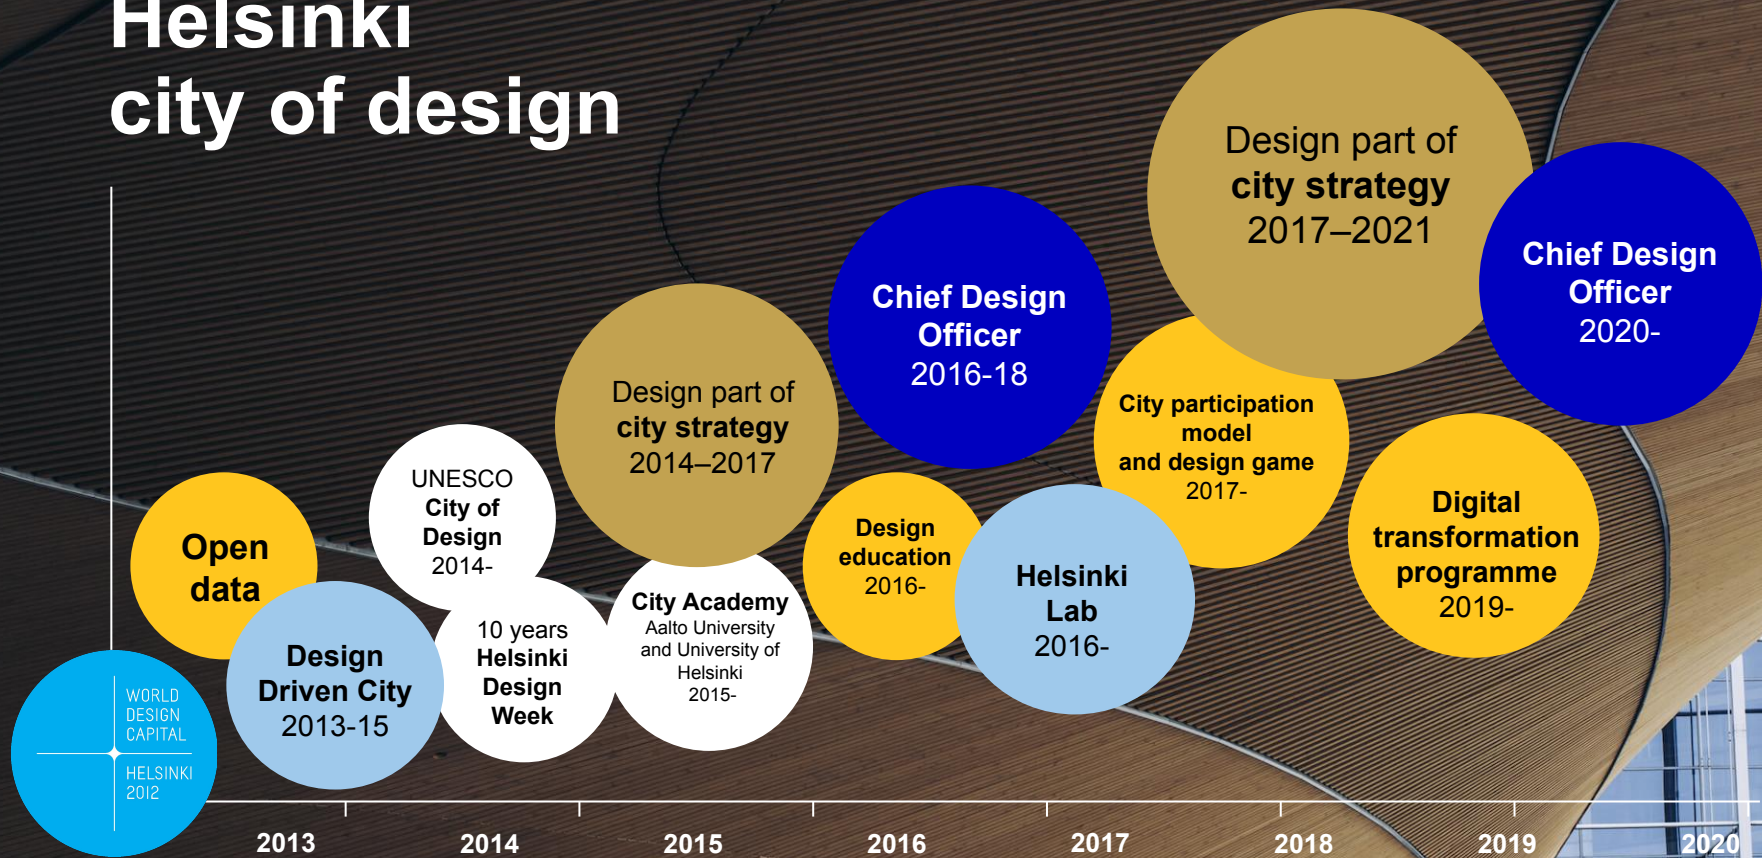 Helsinki
city of design
Design part of
city strategy
2017–2021
Chief Design
Officer
2020-
Chief Design
Officer
2016-18
Design part of
city strategy
2014–2017
City participation
model
and design game
2017-
UNESCO
City of
Design
2014-
Digital
transformation
programme
2019-
Design
education
2016-
Open
data
Helsinki
Lab
2016-
City Academy
Aalto University
and University of
Helsinki
2015-
10 years
Helsinki
Design
Week
Design
Driven City
2013-15
WORLD
DESIGN
CAPITAL
HELSINKI
2012
2013
2014
2015
2016
2017
2018
2019
2020